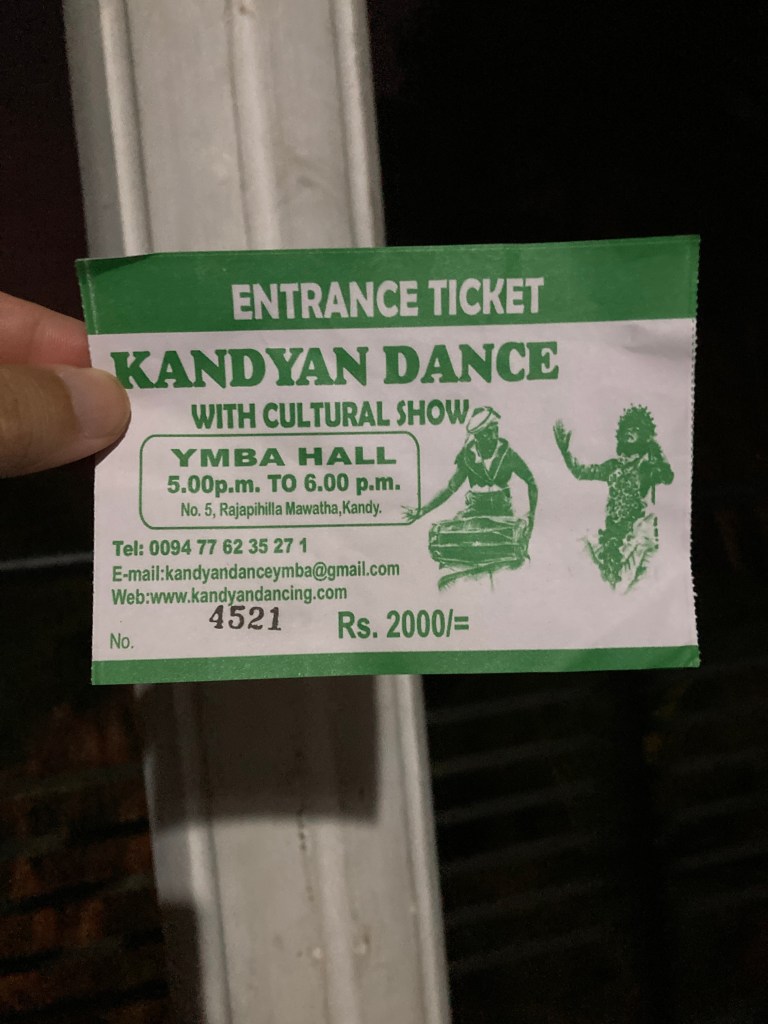 ENTRANCE TICKET
KANDYAN DANCE
WITH CULTURAL SHOW
YMBA HALL
5.00p.m. TO 6.00 p.m.
No. 5, Rajapihilla Mawatha,Kandy.
Tel: 0094 77 62 35 27 1
E-mail:kandyandanceymba@gmail.com
Web:www.kandyandancing.com
No. 4521 Rs. 2000/=